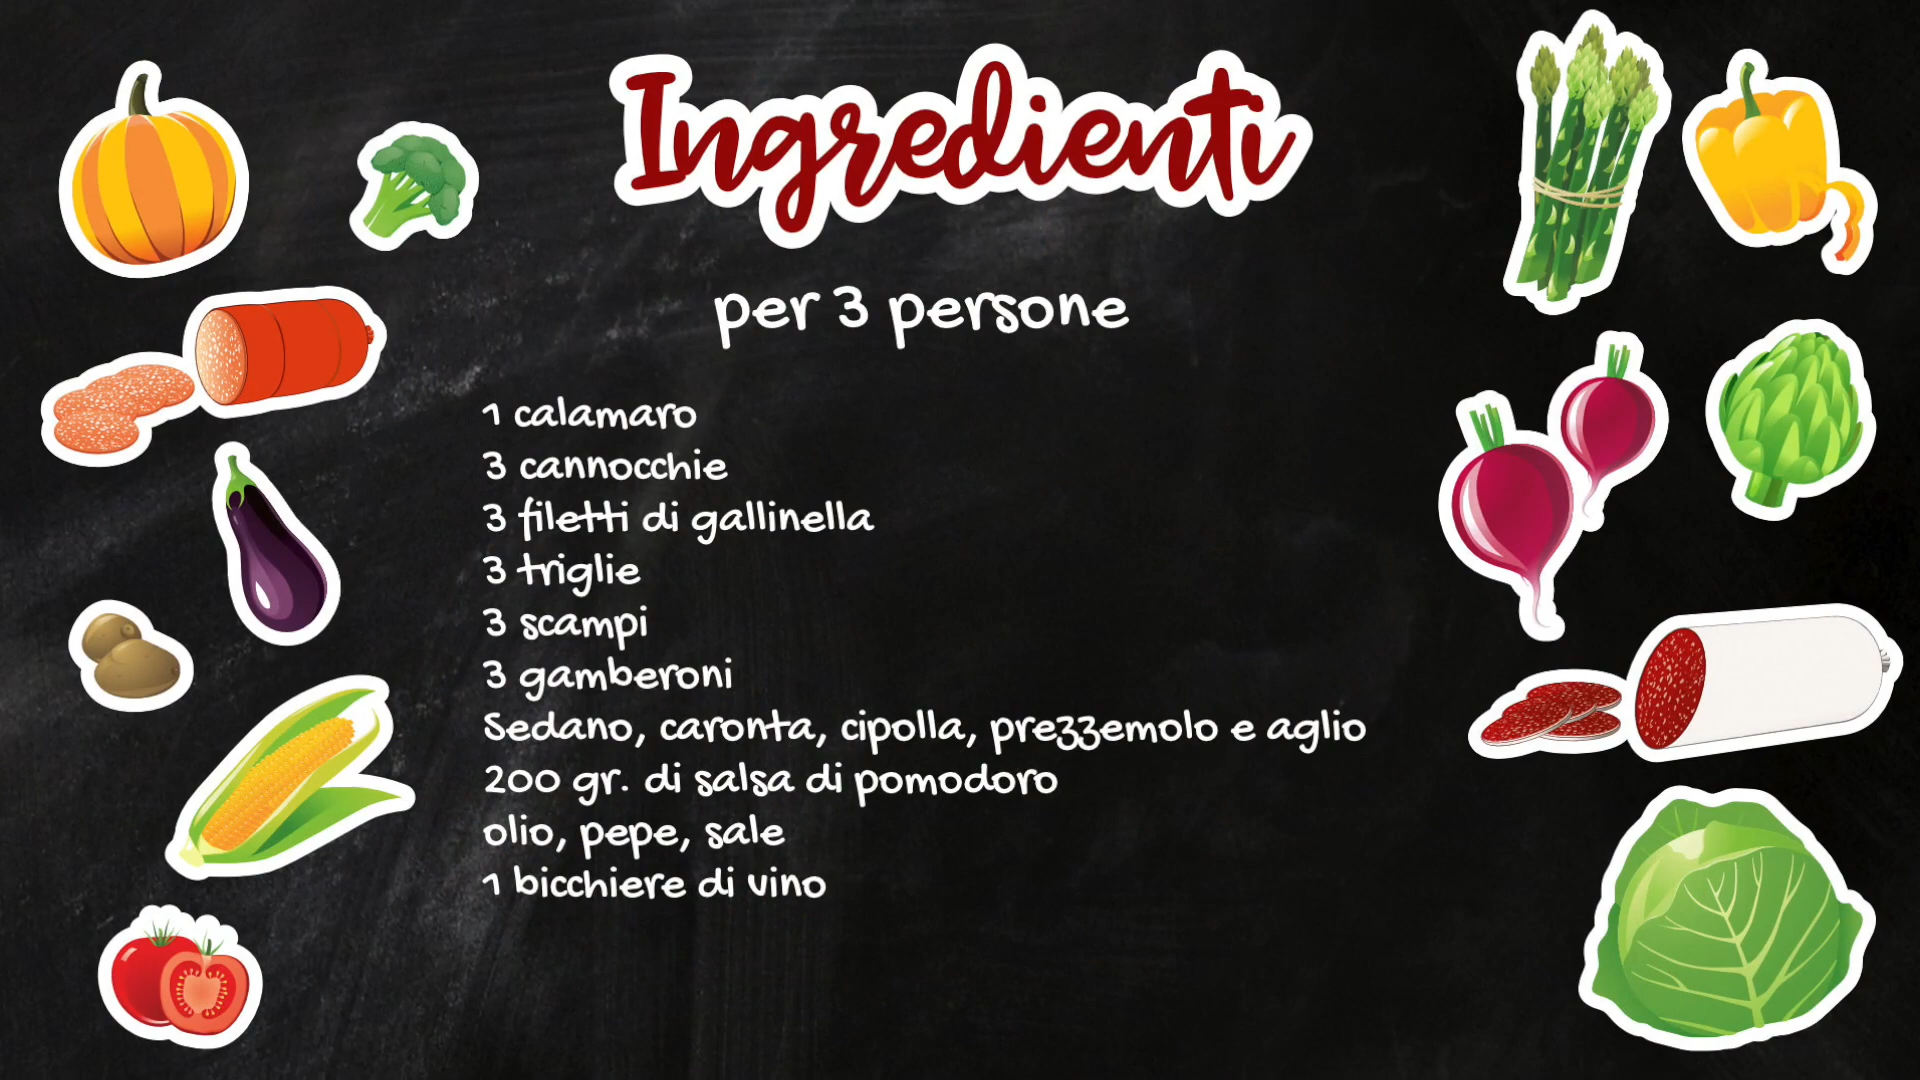 Ingredienti
per 3 persone
1 calamaro
3 cannocchie
3 filetti di gallinella
3 triglie
3 scampi
3 gamberoni
Sedano, caronta, cipolla, prezzemolo e aglio
200 gr. di salsa di pomodoro
olio, pepe, sale
1 bicchiere di vino